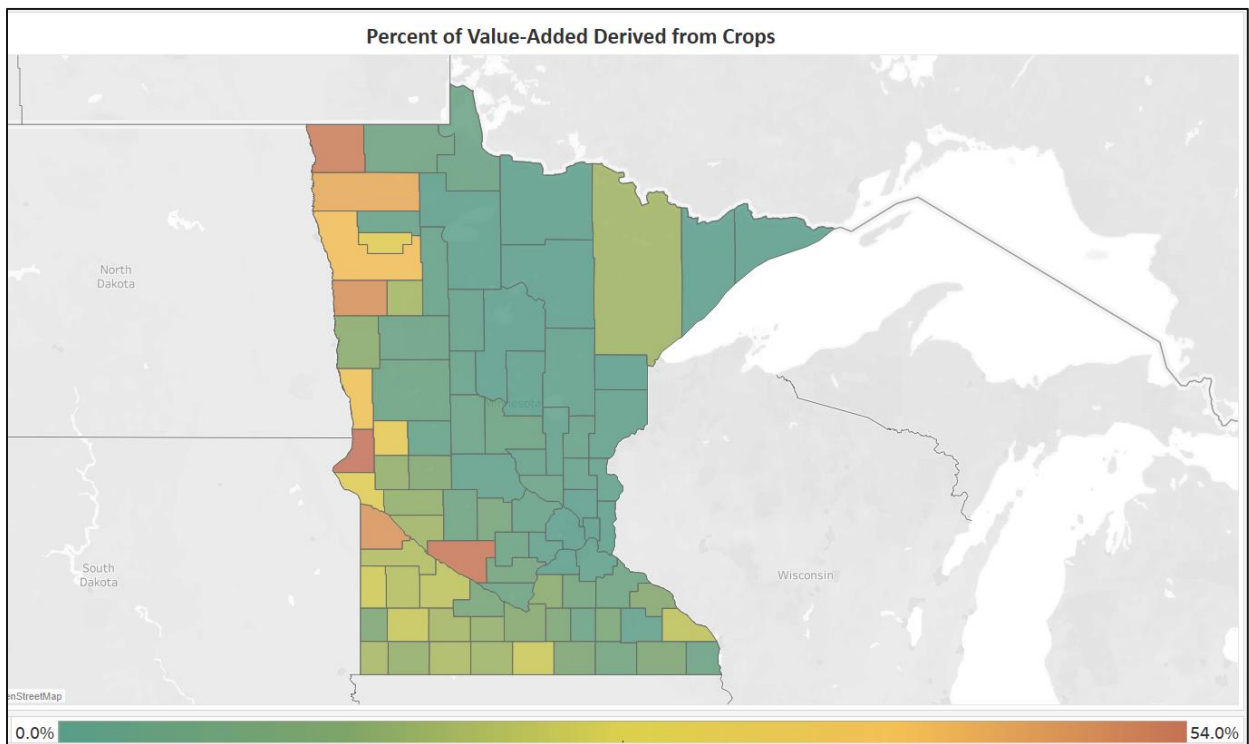 Percent of Value-Added Derived from Crops
North
Dakota
South
Dakota
Wisconsin
enStreetMap
0.0%
54.0%